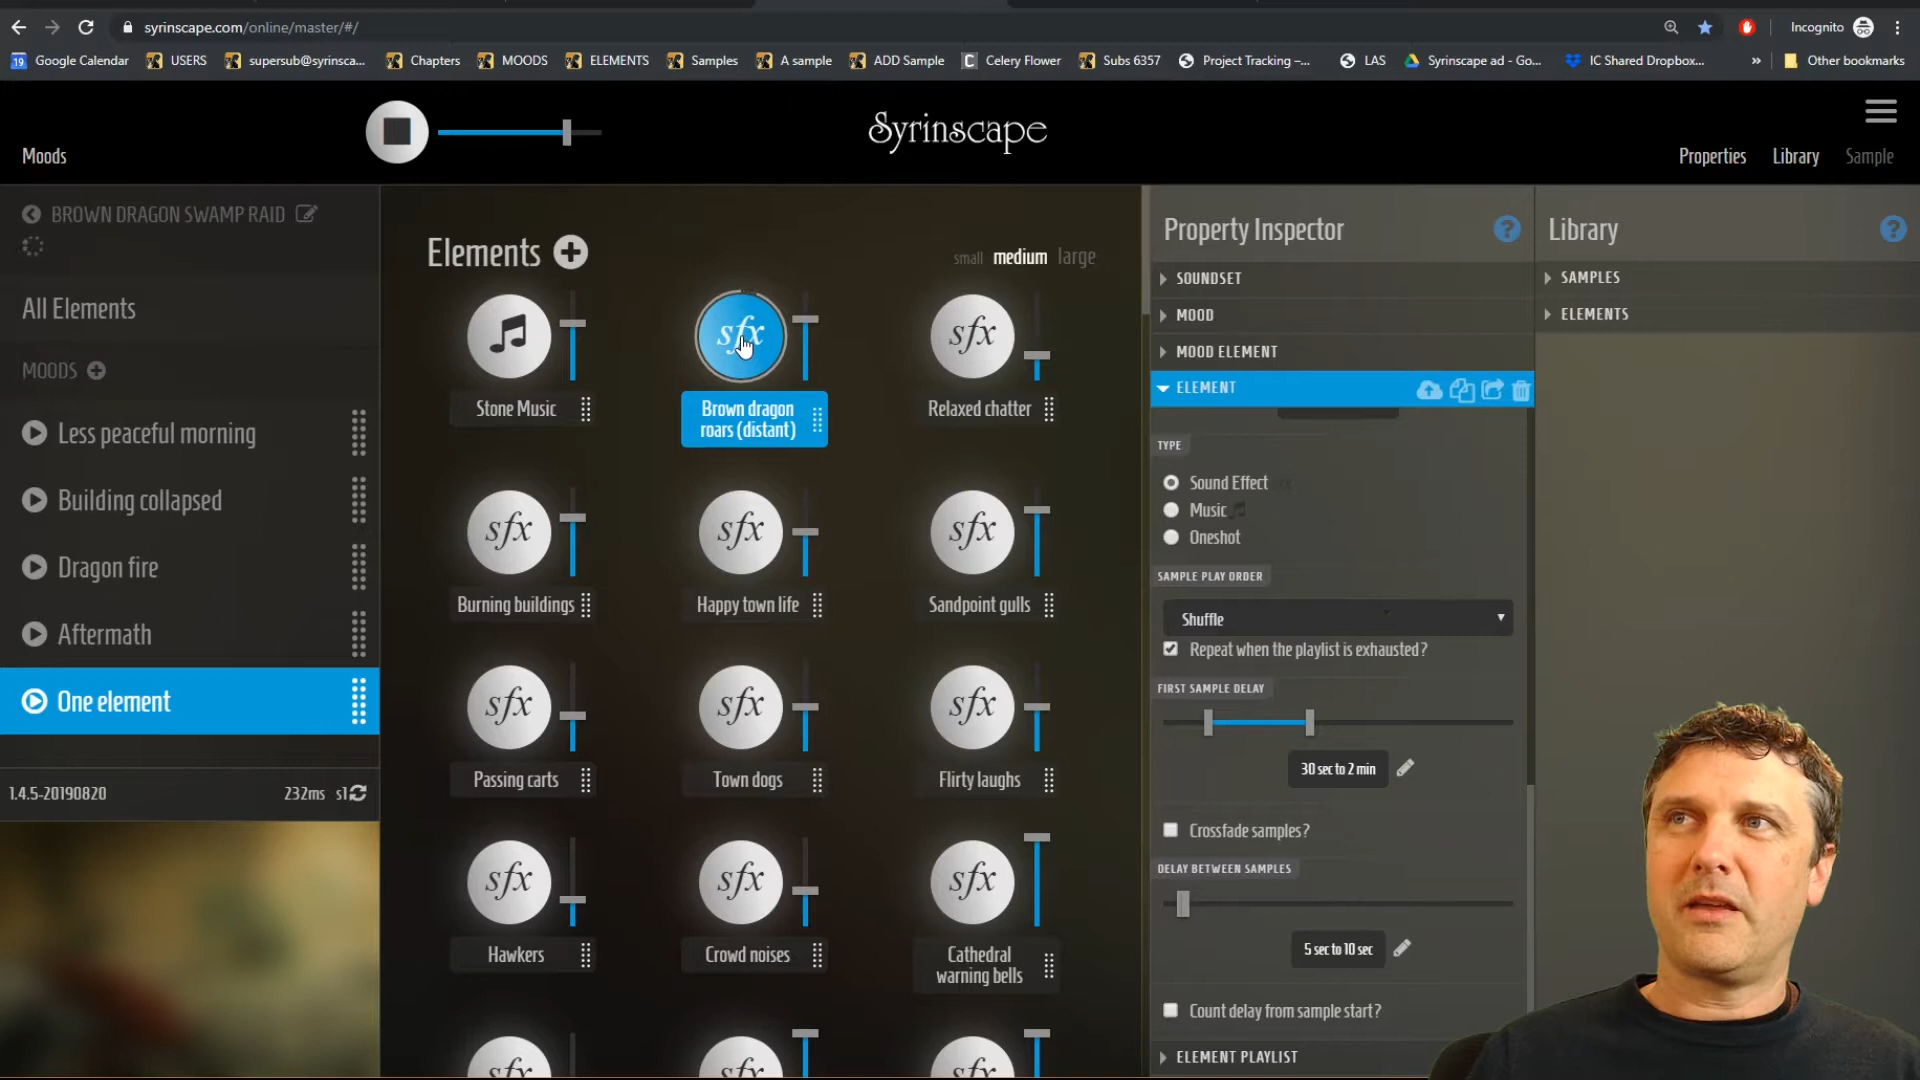 syrinscape.com/online/master/#/
Incognito
19 Google Calendar
USERS
supersub@syrinsca...
Chapters
MOODS
ELEMENTS
Samples
A sample
ADD Sample
C Celery Flower
Subs 6357
Project Tracking –...
LAS
Syrinscape ad - Go...
IC Shared Dropbox...
»
Other bookmarks
Moods
Syrinscape
Properties
Library
Sample
BROWN DRAGON SWAMP RAID
All Elements
MOODS
Less peaceful morning
Building collapsed
Dragon fire
Aftermath
One element
1.4.5-20190820
232ms s1
Elements
small medium large
Stone Music
sfx
Brown dragon
roars (distant)
sfx
Relaxed chatter
sfx
Burning buildings
sfx
Happy town life
sfx
Sandpoint gulls
sfx
Passing carts
sfx
Town dogs
sfx
Flirty laughs
sfx
Hawkers
sfx
Crowd noises
sfx
Cathedral
warning bells
sfx
sfx
sfx
Property Inspector ?
SOUNDSET
MOOD
MOOD ELEMENT
ELEMENT
TYPE
Sound Effect
Music
Oneshot
SAMPLE PLAY ORDER
Shuffle
Repeat when the playlist is exhausted?
FIRST SAMPLE DELAY
30 sec to 2 min
Crossfade samples?
DELAY BETWEEN SAMPLES
5 sec to 10 sec
Count delay from sample start?
ELEMENT PLAYLIST
Library ?
SAMPLES
ELEMENTS